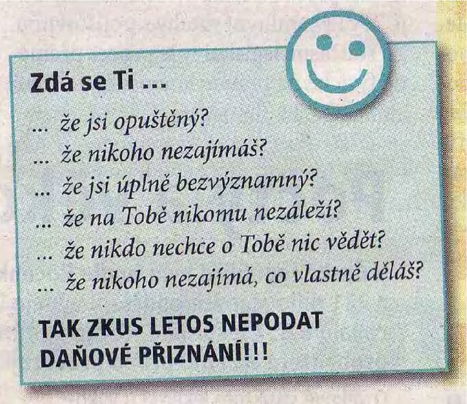 Zdá se Ti ...
... že jsi opuštěný?
... že nikoho nezajímáš?
... že jsi úplně bezvýznamný?
... že na Tobě nikomu nezáleží?
... že nikdo nechce o Tobě nic vědět?
... že nikoho nezajímá, co vlastně děláš?
TAK ZKUS LETOS NEPODAT
DAŇOVÉ PŘIZNÁNÍ!!!